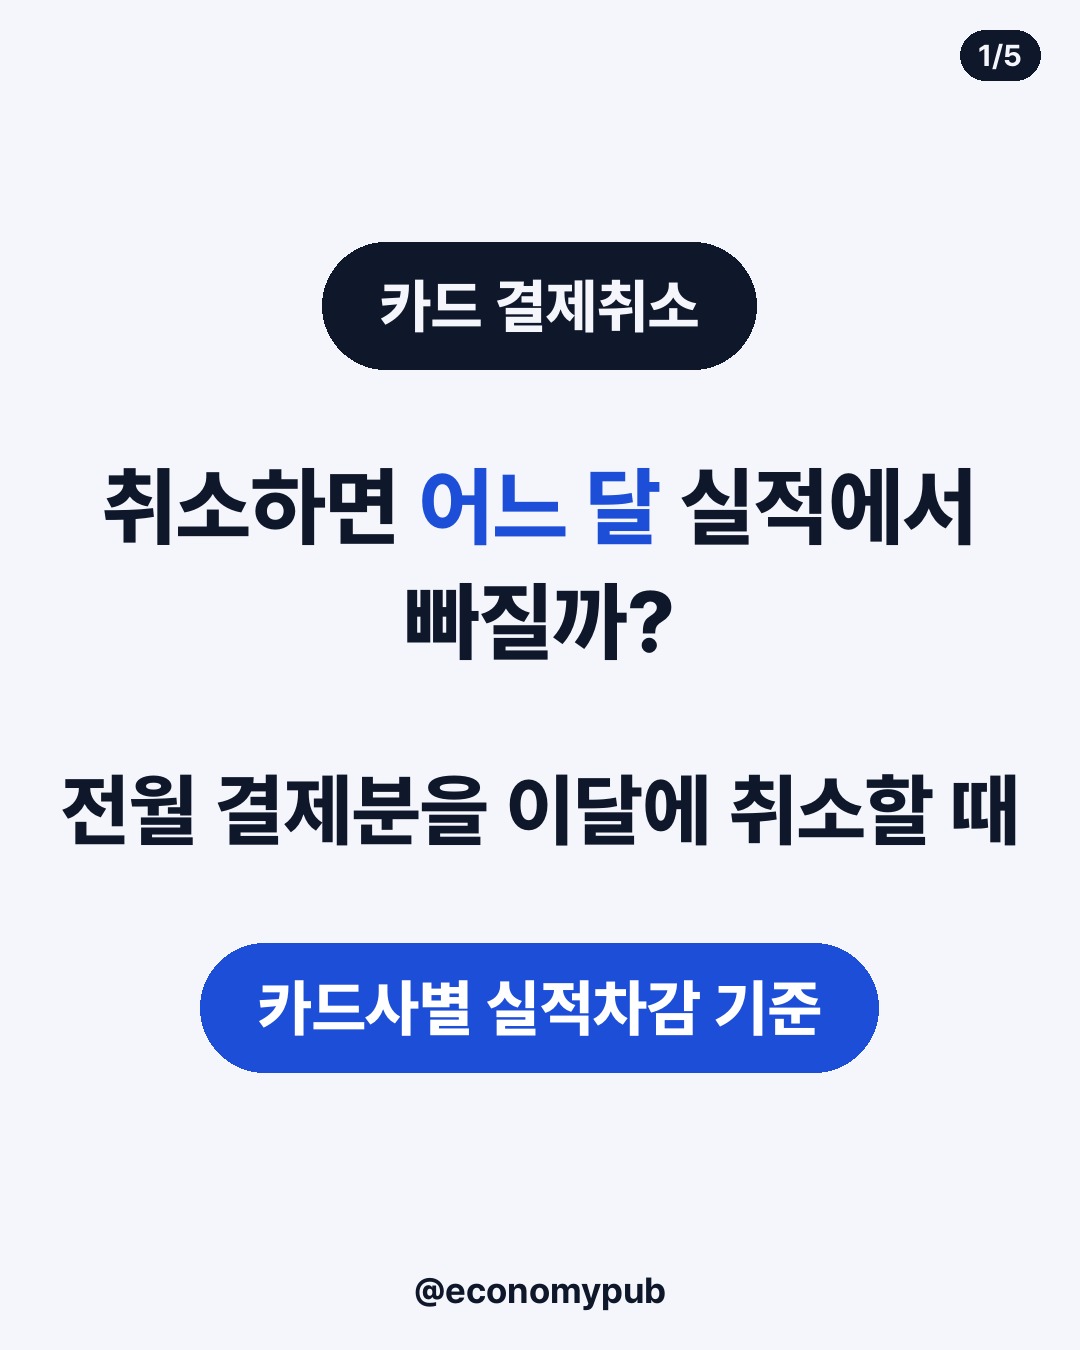 1/5
카드 결제취소
취소하면 어느 달 실적에서
빠질까?
전월 결제분을 이달에 취소할 때
카드사별 실적차감 기준
@economypub